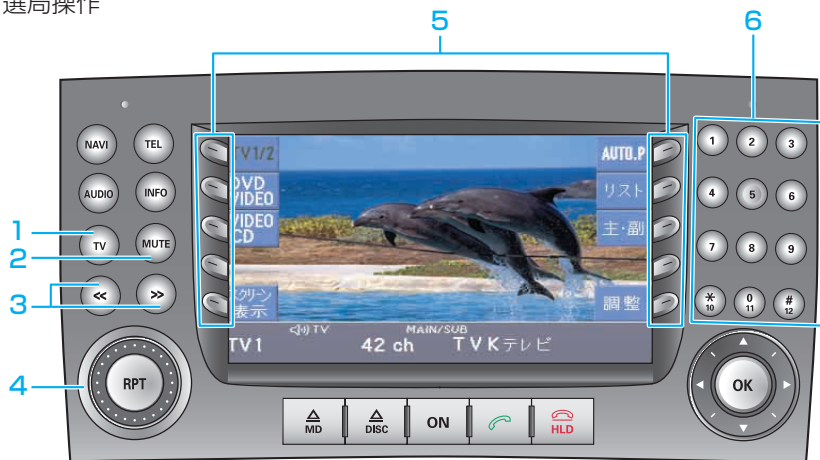 選局操作
5
6
NAVI
TEL
AUDIO
INFO
TV
MUTE
<<
>>
1
2
3
4
RPT
TV1/2
DVD
VIDEO
VIDEO
CD
スクリーン
表示
AUTO.P
リスト
主・副
調整
TV
MAIN/SUB
TV1
42 ch
TVKテレビ
1
2
3
4
5
6
7
8
9
*
10
0
11
#
12
OK
MD
DISC
ON
HLD